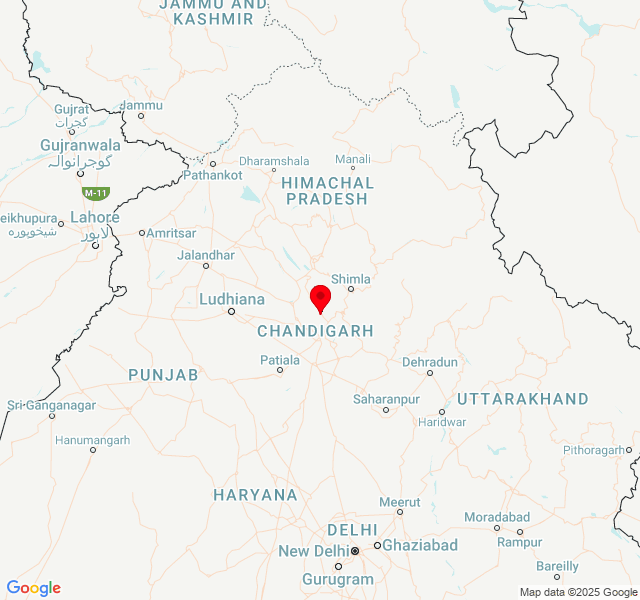 JAMMU AND
KASHMIR
Gujrat
گجرات
Jammu
Gujranwala
گوجرانوالہ
Dharamshala
Manali
Pathankot
HIMACHAL
PRADESH
M-11
Lahore
لاہور
eikhupura
شیخوپورہ
Amritsar
Jalandhar
Shimla
Ludhiana
CHANDIGARH
Patiala
Dehradun
PUNJAB
Saharanpur
UTTARAKHAND
Sri Ganganagar
Haridwar
Hanumangarh
Pithoragarh
HARYANA
Meerut
DELHI
Moradabad
Rampur
New Delhi
Ghaziabad
Gurugram
Bareilly
Google
Map data ©2025 Google